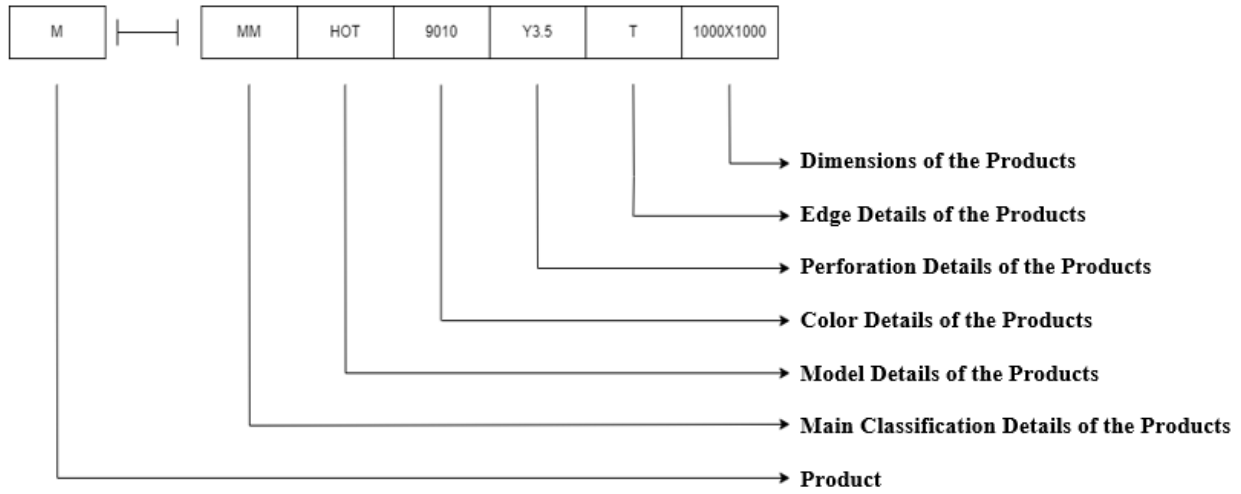 M MM HOT 9010 Y3.5 T 1000X1000
Dimensions of the Products
Edge Details of the Products
Perforation Details of the Products
Color Details of the Products
Model Details of the Products
Main Classification Details of the Products
Product